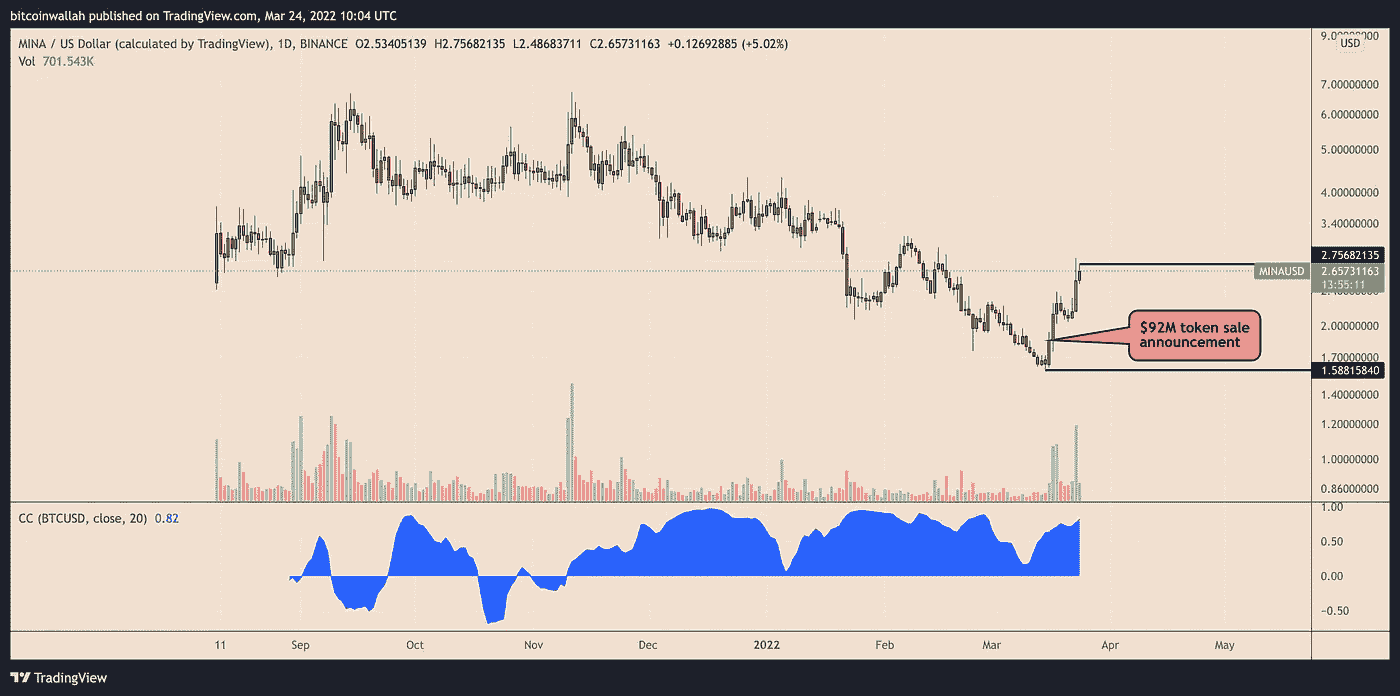 bitcoinwallah published on TradingView.com, Mar 24, 2022 10:04 UTC
MINA / US Dollar (calculated by TradingView), 1D, BINANCE O2.53405139 H2.75682135 L2.48683711 C2.65731163 +0.12692885 (+5.02%)
Vol 701.543K
USD
7.00000000
6.00000000
5.00000000
4.00000000
3.40000000
2.75682135
MINAUSD 2.65731163
13:55:11
$92M token sale
announcement
2.00000000
1.70000000
1.58815840
1.40000000
1.20000000
1.00000000
0.86000000
CC (BTCUSD, close, 20) 0.82
1.00
0.50
0.00
−0.50
11 Sep Oct Nov Dec 2022 Feb Mar Apr May
TradingView